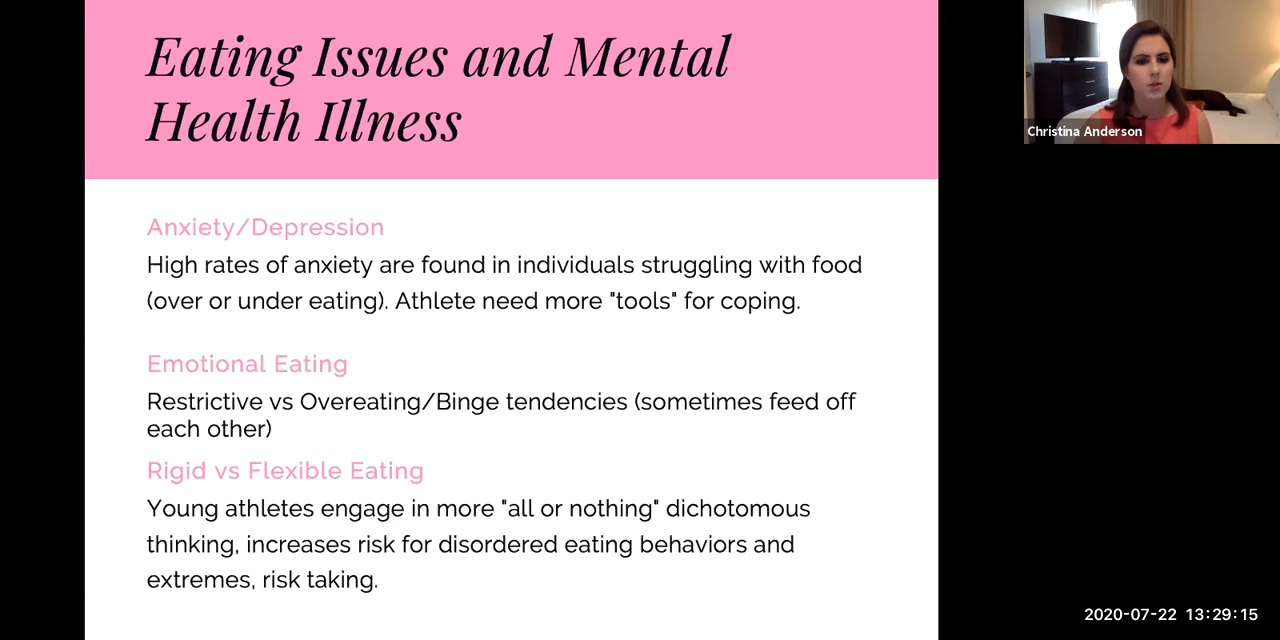 Eating Issues and Mental
Health Illness
Christina Anderson
Anxiety/Depression
High rates of anxiety are found in individuals struggling with food
(over or under eating). Athlete need more "tools" for coping.
Emotional Eating
Restrictive vs Overeating/Binge tendencies (sometimes feed off
each other)
Rigid vs Flexible Eating
Young athletes engage in more "all or nothing" dichotomous
thinking, increases risk for disordered eating behaviors and
extremes, risk taking.
2020-07-22 13:29:15